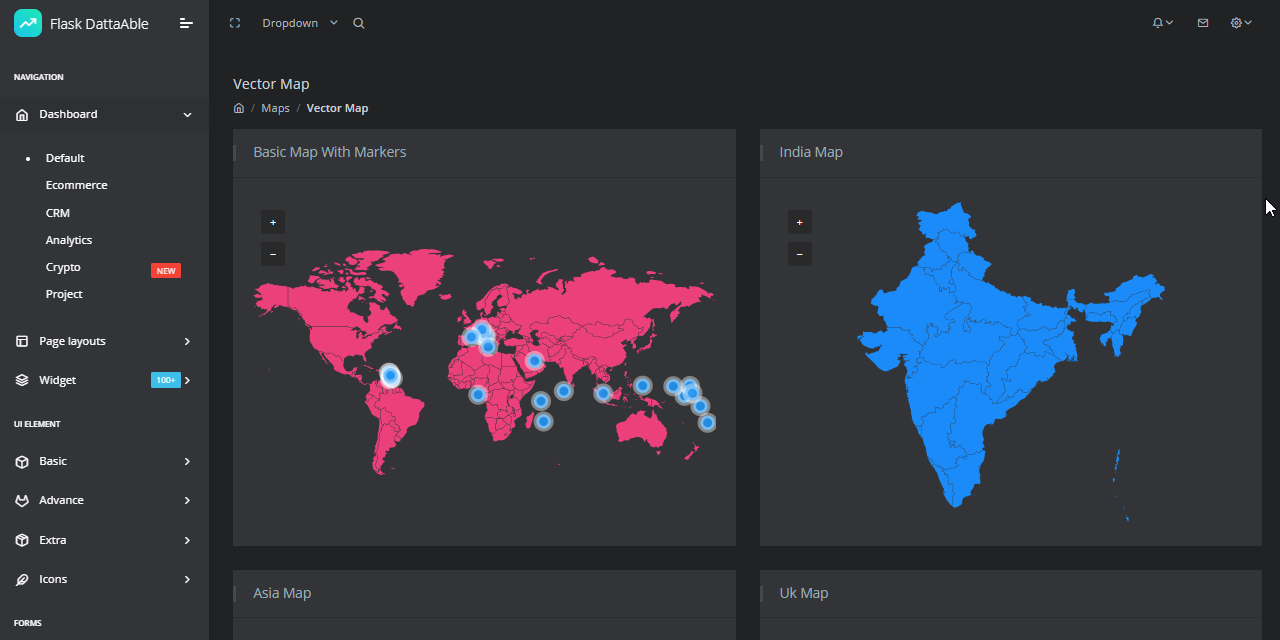 Flask DattaAble
Dropdown
NAVIGATION
Dashboard
Default
Ecommerce
CRM
Analytics
Crypto NEW
Project
Page layouts
Widget 100+
UI ELEMENT
Basic
Advance
Extra
Icons
FORMS
Vector Map
/ Maps / Vector Map
Basic Map With Markers
+
−
India Map
+
−
Asia Map
Uk Map